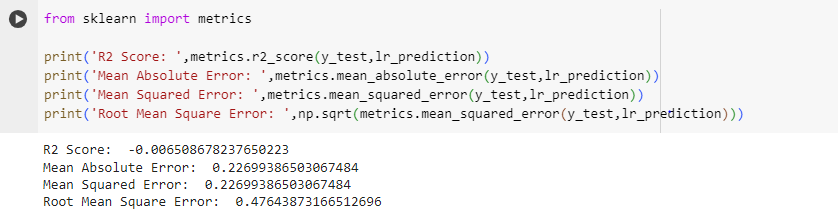 from sklearn import metrics
print('R2 Score: ',metrics.r2_score(y_test,lr_prediction))
print('Mean Absolute Error: ',metrics.mean_absolute_error(y_test,lr_prediction))
print('Mean Squared Error: ',metrics.mean_squared_error(y_test,lr_prediction))
print('Root Mean Square Error: ',np.sqrt(metrics.mean_squared_error(y_test,lr_prediction)))
R2 Score:  -0.006508678237650223
Mean Absolute Error:  0.22699386503067484
Mean Squared Error:  0.22699386503067484
Root Mean Square Error:  0.47643873166512696